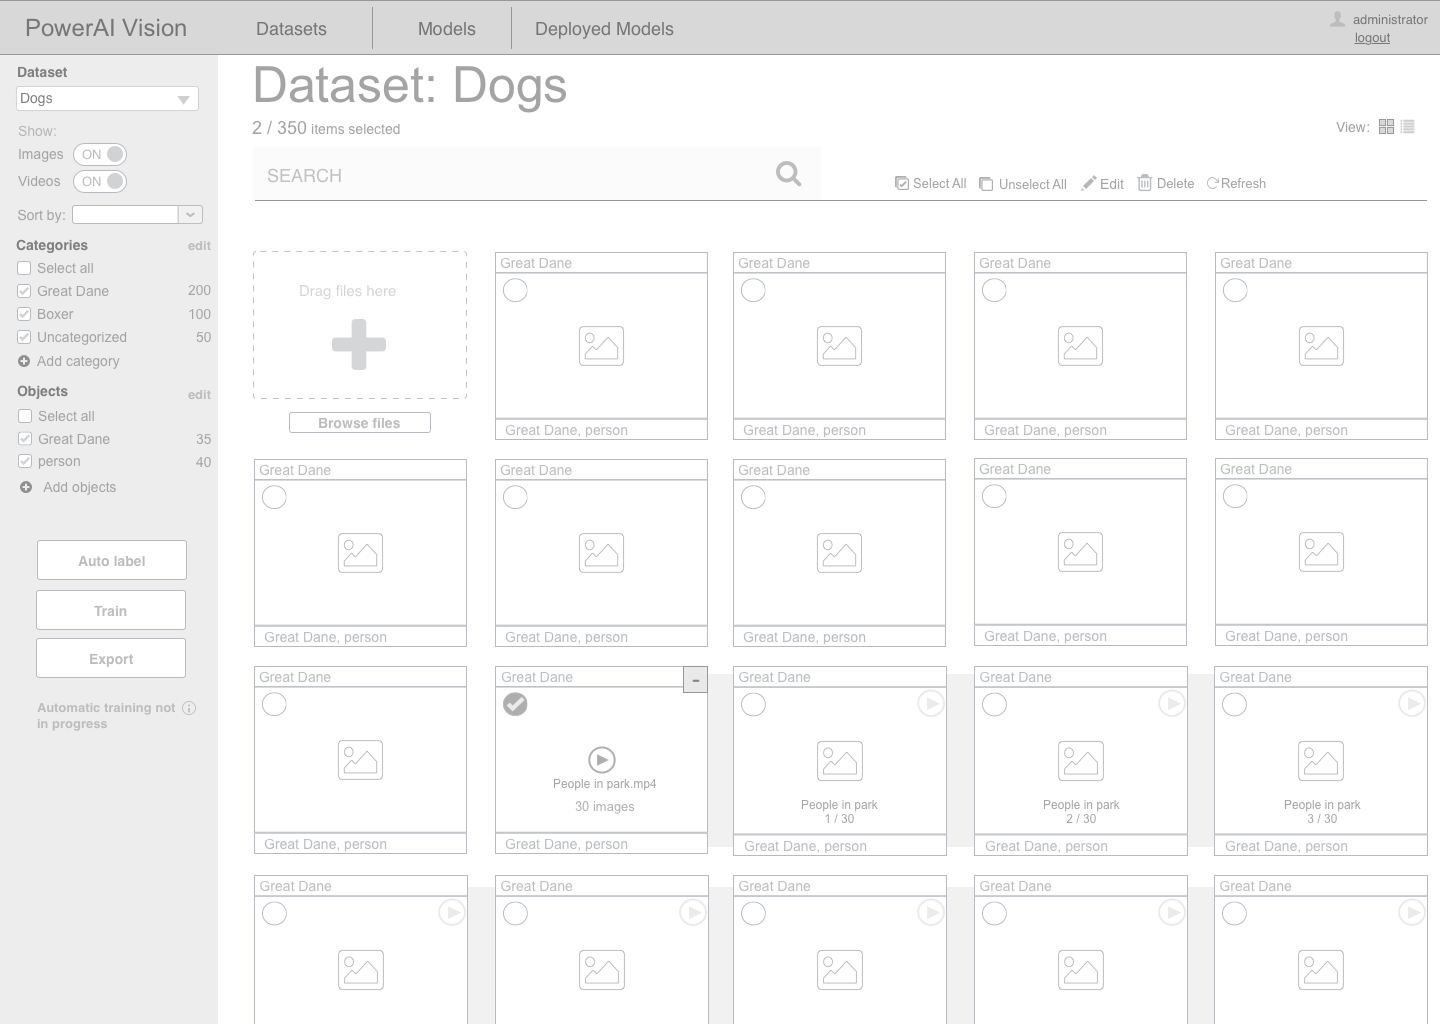 PowerAI Vision
Datasets
Models
Deployed Models
administrator
logout
Dataset
Dogs
Show:
Images ON
Videos ON
Sort by:
Categories edit
Select all
Great Dane 200
Boxer 100
Uncategorized 50
Add category
Objects edit
Select all
Great Dane 35
person 40
Add objects
Auto label
Train
Export
Automatic training not
in progress
Dataset: Dogs
2 / 350 items selected
View:
SEARCH
Select All
Unselect All
Edit
Delete
Refresh
Drag files here
Browse files
Great Dane
Great Dane, person
Great Dane
Great Dane, person
Great Dane
Great Dane, person
Great Dane
Great Dane, person
Great Dane
Great Dane, person
Great Dane
Great Dane, person
Great Dane
Great Dane, person
Great Dane
Great Dane, person
Great Dane
Great Dane, person
Great Dane
Great Dane, person
Great Dane
-
People in park.mp4
30 images
Great Dane, person
Great Dane
People in park
1 / 30
Great Dane, person
Great Dane
People in park
2 / 30
Great Dane, person
Great Dane
People in park
3 / 30
Great Dane, person
Great Dane
Great Dane
Great Dane
Great Dane
Great Dane